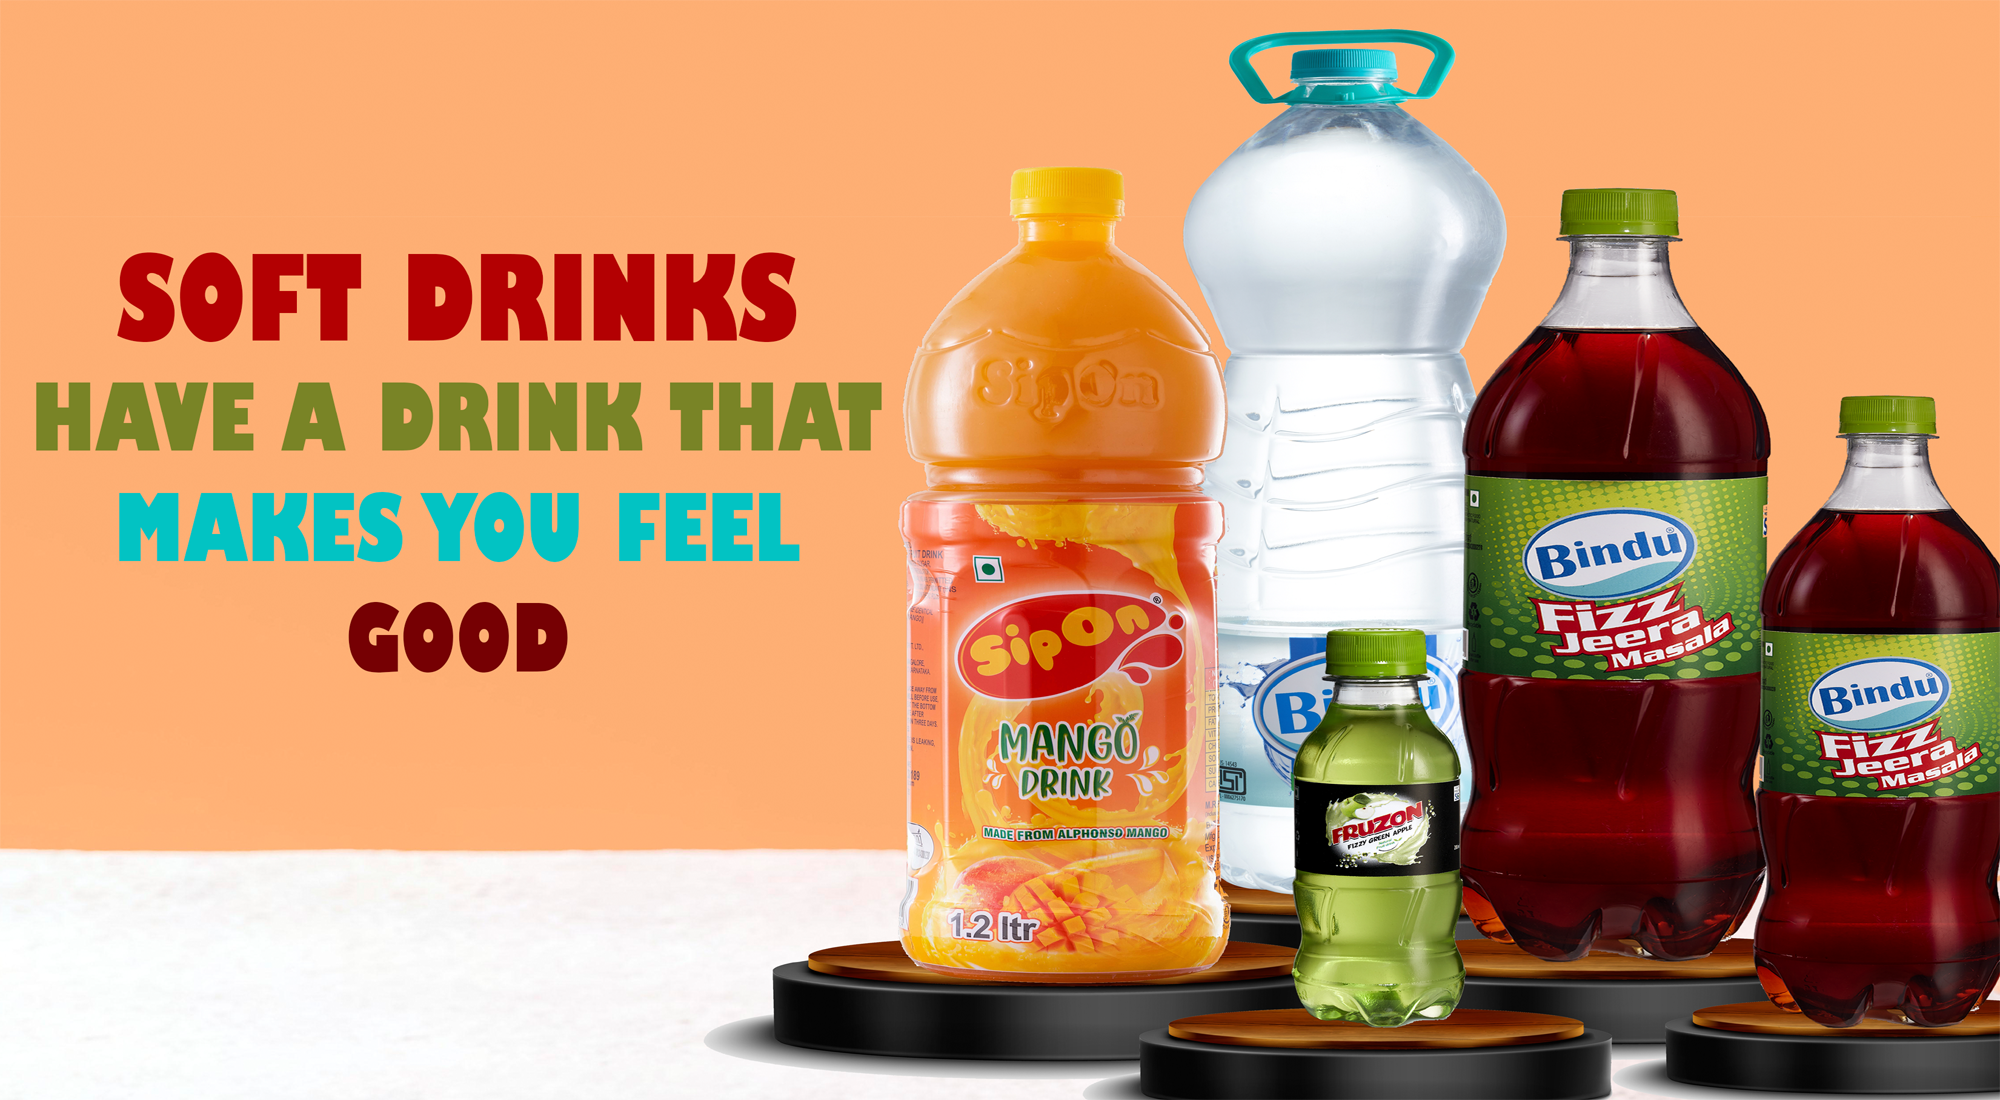 SOFT DRINKS
HAVE A DRINK THAT
MAKES YOU FEEL
GOOD
SipOn
SipOn®
MANGO
DRINK
MADE FROM ALPHONSO MANGO
1.2 ltr
FRUZON
FIZZY GREEN APPLE
Bindu®
Fizz
Jeera
Masala
Bindu®
Fizz
Jeera
Masala